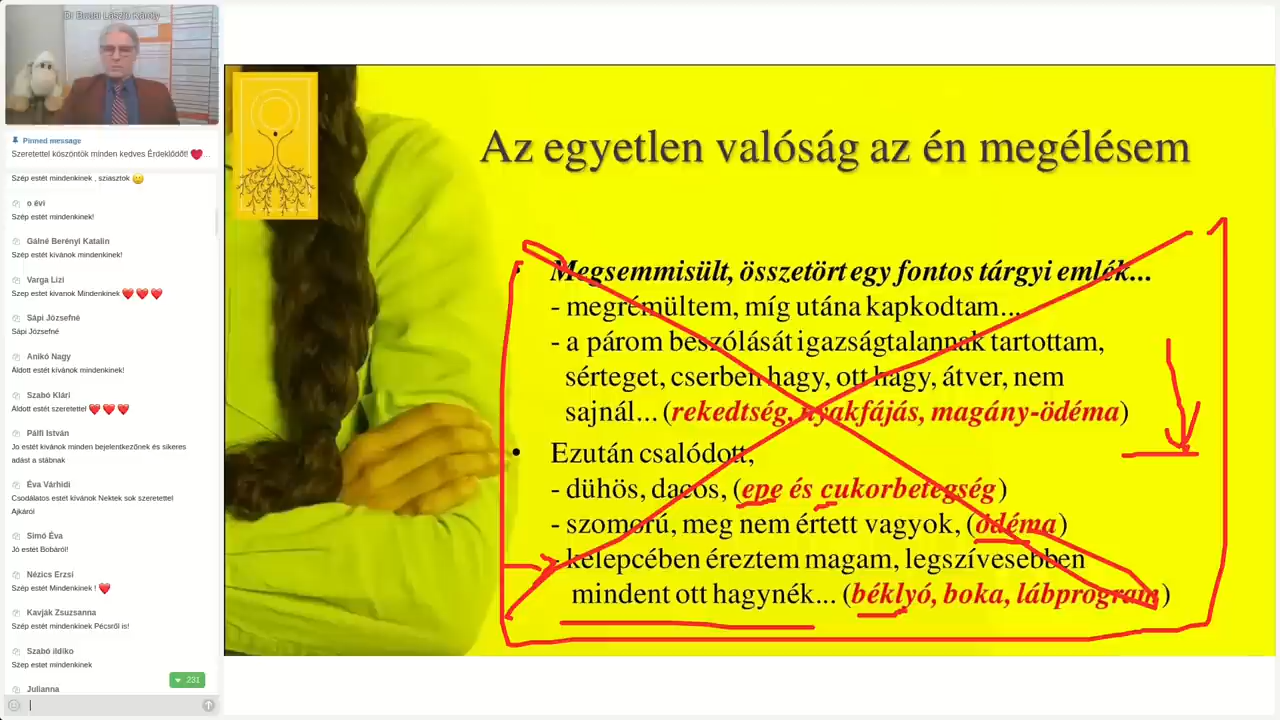 Dr Bodai László Károly
Pinned message
Szeretettel köszöntök minden kedves Érdeklődőt! ❤️...
Szép estét mindenkinek , sziasztok 🙂
o évi
Szép estét mindenkinek!
Gálné Berényi Katalin
Szép estét kívánok mindenkinek!
Varga Lizi
Szep estet kivanok Mindenkinek ❤️❤️❤️
Sápi Józsefné
Sápi Józsefné
Anikó Nagy
Áldott estét kívánok mindenkinek!
Szabó Klári
Áldott estét szeretettel ❤️❤️❤️
Pálfi István
Jo estét kívánok minden bejelentkezőnek és sikeres
adást a stábnak
Éva Várhidi
Csodálatos estét kívánok Nektek sok szeretettel
Ajkáról
Simó Éva
Jó estét Bobáról!
Nézics Erzsi
Szép estét Mindenkinek ! ❤️
Kavják Zsuzsanna
Szép estét mindenkinek Pécsről is!
Szabó ildiko
Szep estet mindenkinek
Julianna
231
Az egyetlen valóság az én megélésem
• Megsemmisült, összetört egy fontos tárgyi emlék...
- megrémültem, míg utána kapkodtam...
- a párom beszólását igazságtalannak tartottam,
sérteget, cserben hagy, ott hagy, átver, nem
sajnál... (rekedtség, nyakfájás, magány-ödéma)
• Ezután csalódott,
- dühös, dacos, (epe és cukorbetegség)
- szomorú, meg nem értett vagyok, (ödéma)
- kelepcében éreztem magam, legszívesebben
mindent ott hagynék... (béklyó, boka, lábprogram)